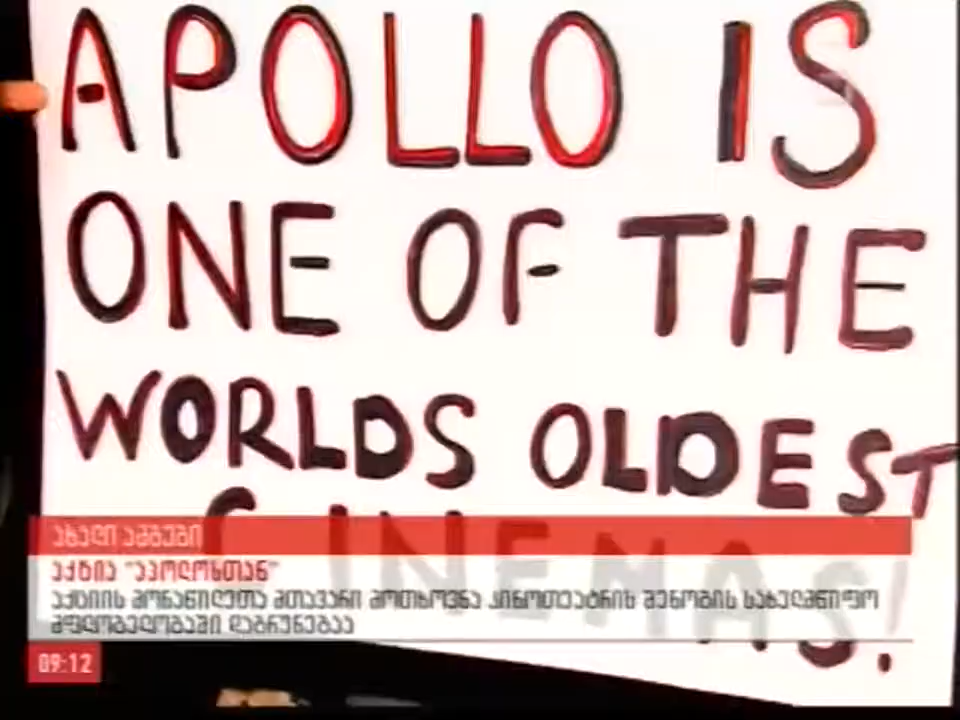 APOLLO IS
ONE OF THE
WORLDS OLDEST
CINEMAS!
ახალი ამბები
აქცია "აპოლოსთან"
აქციის მონაწილეთა მთავარი მოთხოვნა კინოთეატრის შენობის სახელმწიფო
მფლობელობაში დაბრუნებაა
09:12